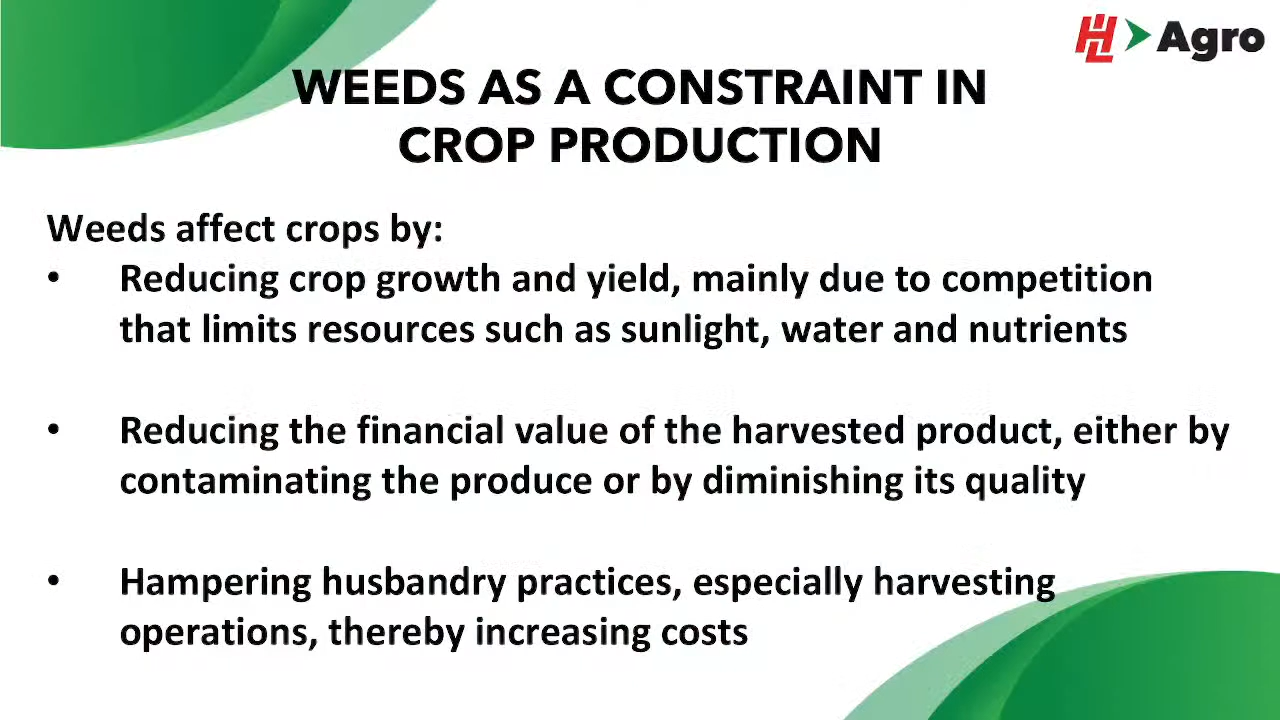 HL Agro
WEEDS AS A CONSTRAINT IN
CROP PRODUCTION
Weeds affect crops by:
• Reducing crop growth and yield, mainly due to competition
that limits resources such as sunlight, water and nutrients
• Reducing the financial value of the harvested product, either by
contaminating the produce or by diminishing its quality
• Hampering husbandry practices, especially harvesting
operations, thereby increasing costs